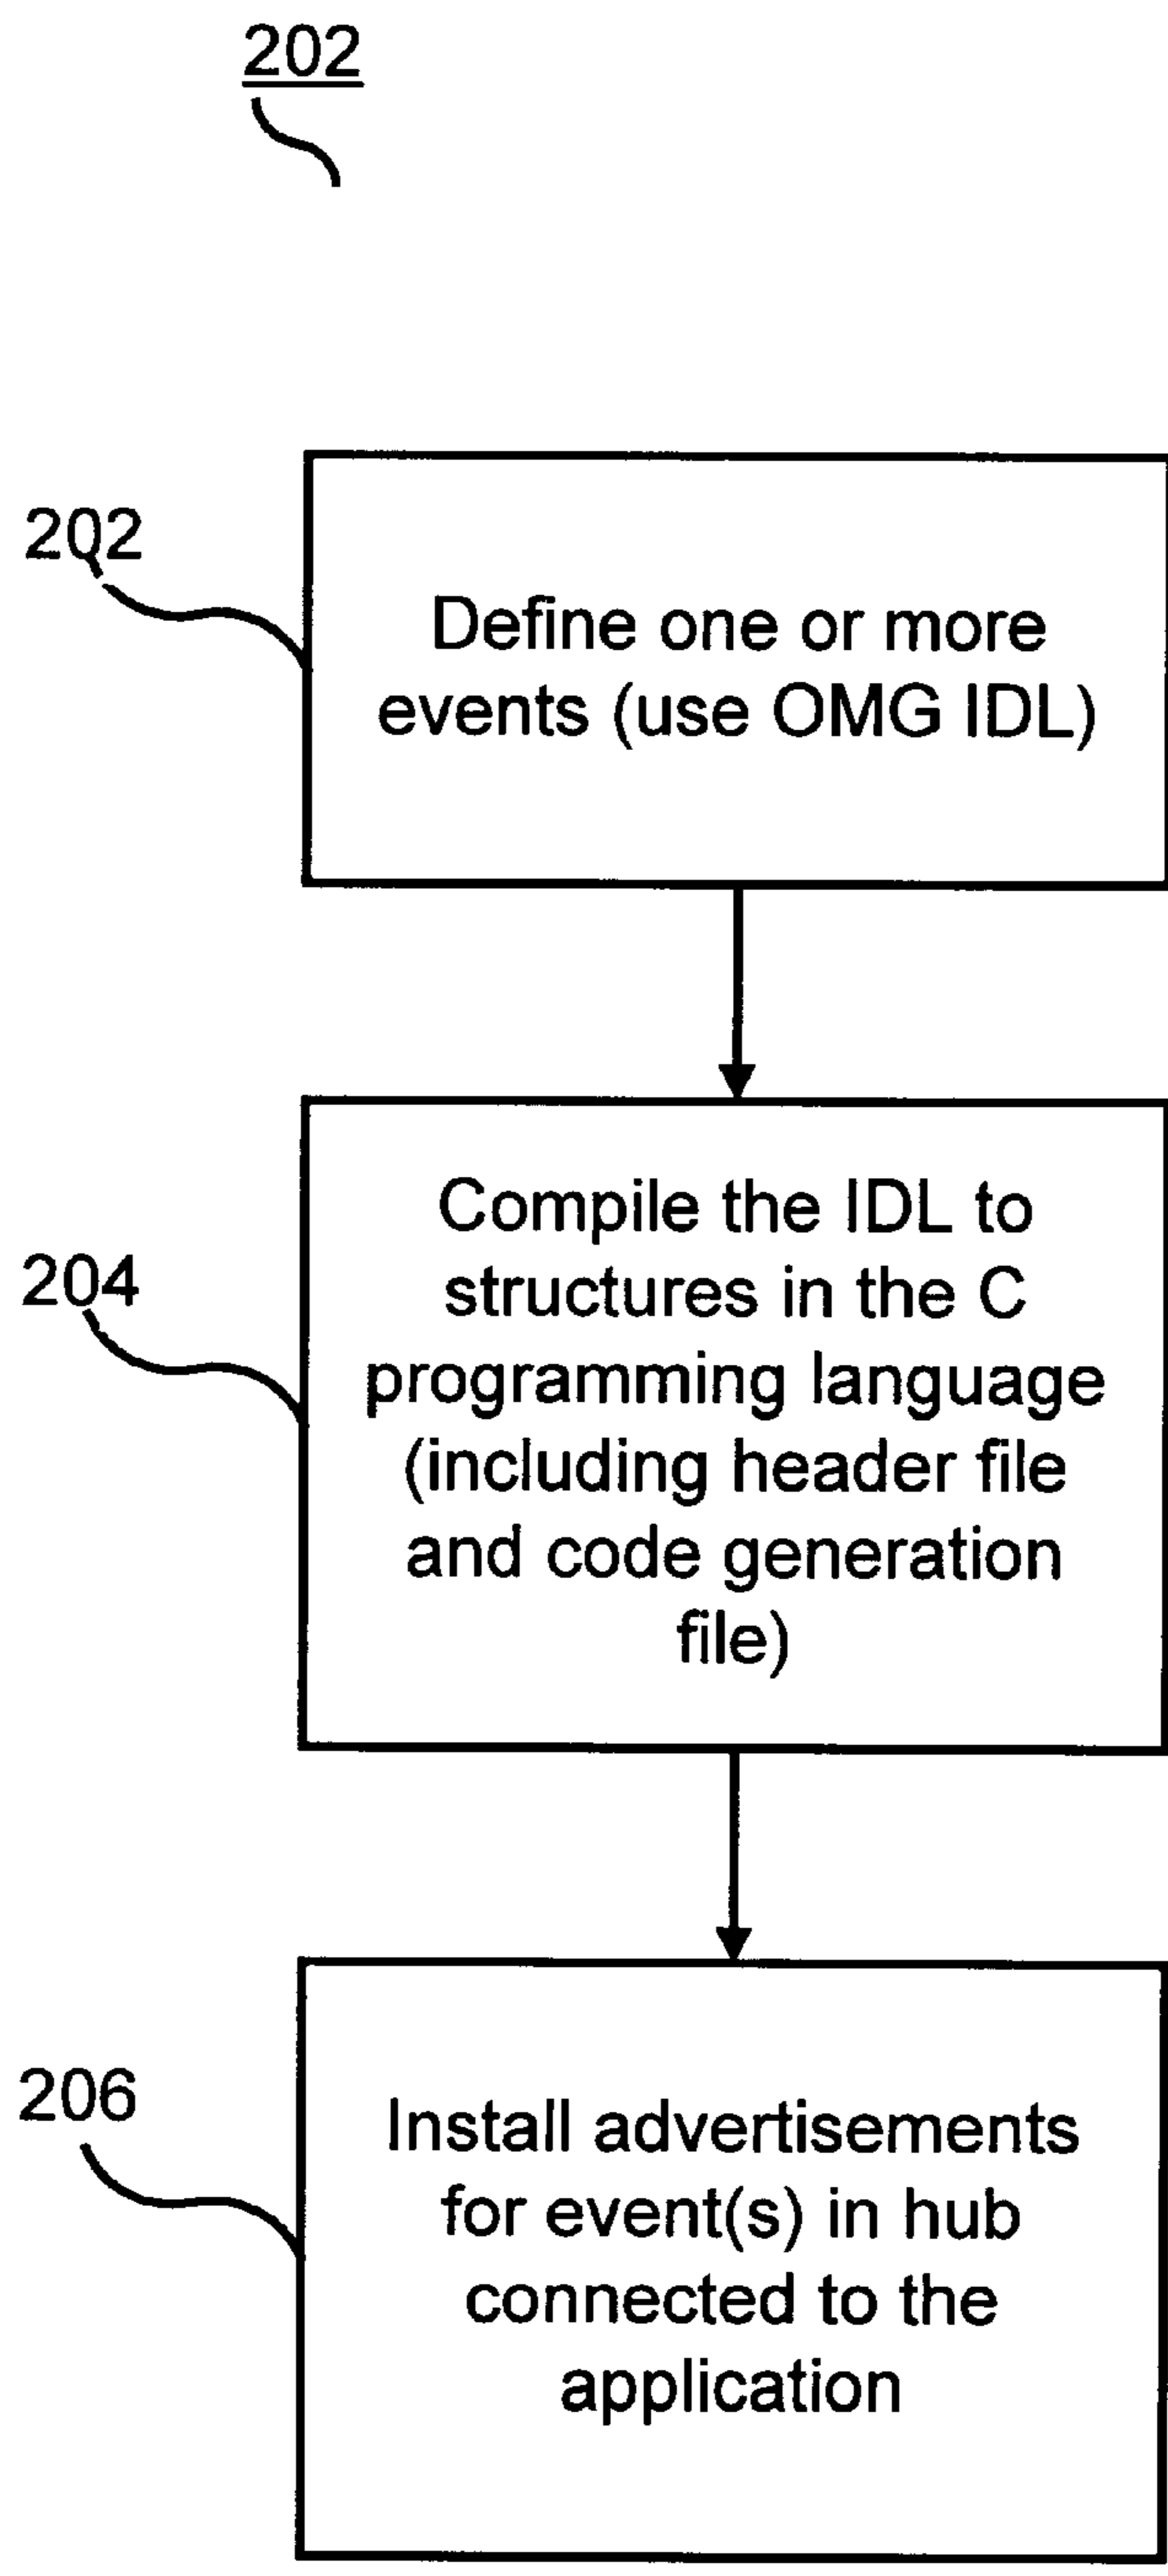 202
202
Define one or more
events (use OMG IDL)
204
Compile the IDL to
structures in the C
programming language
(including header file
and code generation
file)
206
Install advertisements
for event(s) in hub
connected to the
application